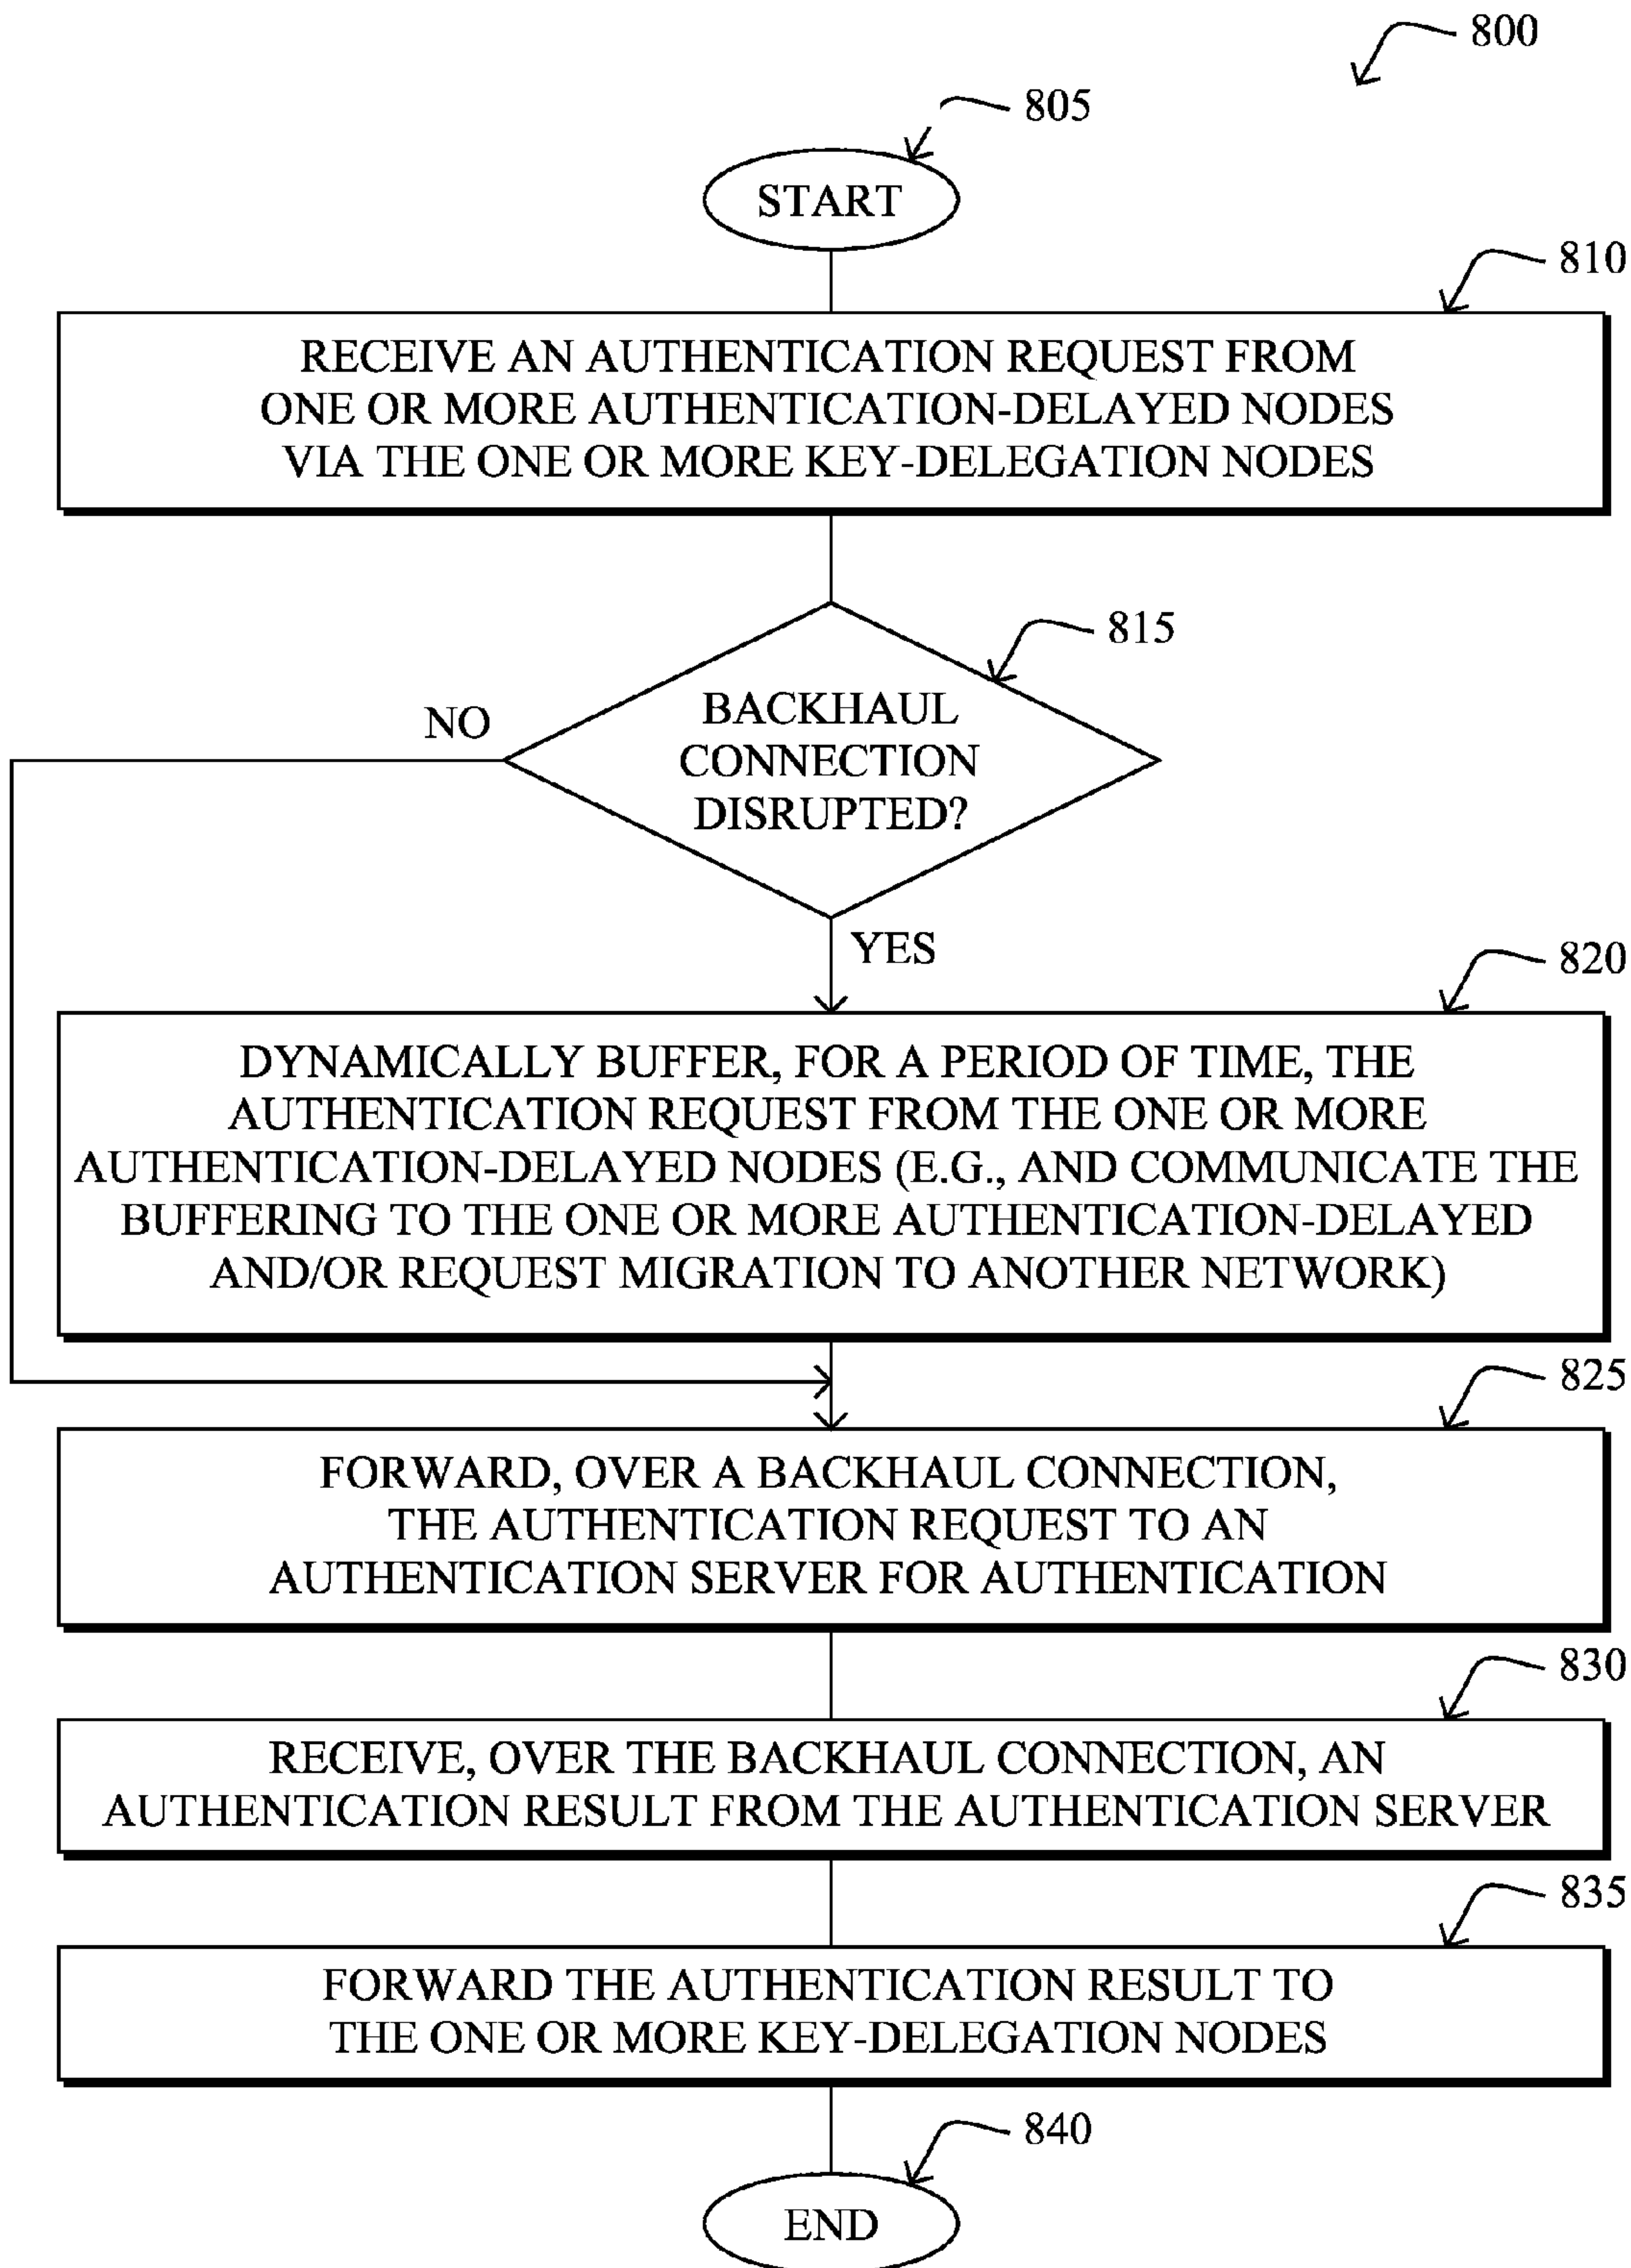 800
805
START
810
RECEIVE AN AUTHENTICATION REQUEST FROM
ONE OR MORE AUTHENTICATION-DELAYED NODES
VIA THE ONE OR MORE KEY-DELEGATION NODES
815
BACKHAUL
CONNECTION
DISRUPTED?
NO
YES
820
DYNAMICALLY BUFFER, FOR A PERIOD OF TIME, THE
AUTHENTICATION REQUEST FROM THE ONE OR MORE
AUTHENTICATION-DELAYED NODES (E.G., AND COMMUNICATE THE
BUFFERING TO THE ONE OR MORE AUTHENTICATION-DELAYED
AND/OR REQUEST MIGRATION TO ANOTHER NETWORK)
825
FORWARD, OVER A BACKHAUL CONNECTION,
THE AUTHENTICATION REQUEST TO AN
AUTHENTICATION SERVER FOR AUTHENTICATION
830
RECEIVE, OVER THE BACKHAUL CONNECTION, AN
AUTHENTICATION RESULT FROM THE AUTHENTICATION SERVER
835
FORWARD THE AUTHENTICATION RESULT TO
THE ONE OR MORE KEY-DELEGATION NODES
840
END